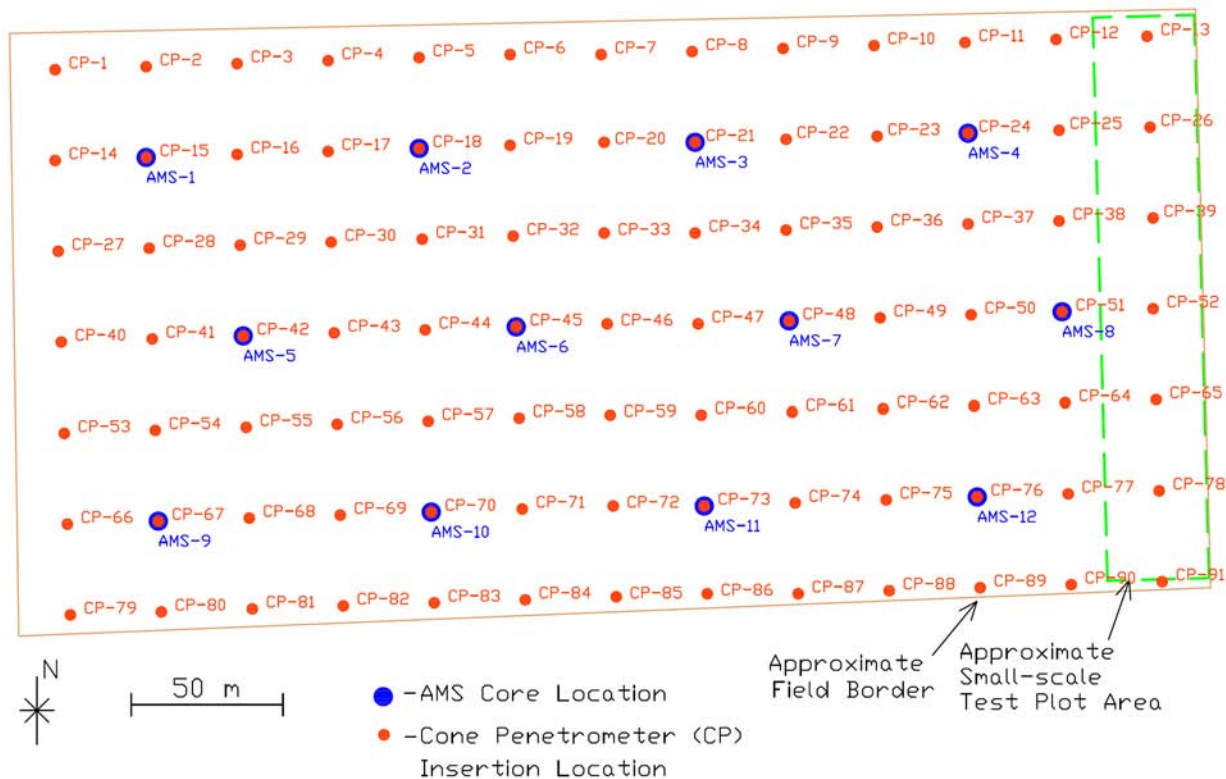 CP-1 CP-2 CP-3 CP-4 CP-5 CP-6 CP-7 CP-8 CP-9 CP-10 CP-11 CP-12 CP-13
CP-14 CP-15 CP-16 CP-17 CP-18 CP-19 CP-20 CP-21 CP-22 CP-23 CP-24 CP-25 CP-26
AMS-1 AMS-2 AMS-3 AMS-4
CP-27 CP-28 CP-29 CP-30 CP-31 CP-32 CP-33 CP-34 CP-35 CP-36 CP-37 CP-38 CP-39
CP-40 CP-41 CP-42 CP-43 CP-44 CP-45 CP-46 CP-47 CP-48 CP-49 CP-50 CP-51 CP-52
AMS-5 AMS-6 AMS-7 AMS-8
CP-53 CP-54 CP-55 CP-56 CP-57 CP-58 CP-59 CP-60 CP-61 CP-62 CP-63 CP-64 CP-65
CP-66 CP-67 CP-68 CP-69 CP-70 CP-71 CP-72 CP-73 CP-74 CP-75 CP-76 CP-77 CP-78
AMS-9 AMS-10 AMS-11 AMS-12
CP-79 CP-80 CP-81 CP-82 CP-83 CP-84 CP-85 CP-86 CP-87 CP-88 CP-89 CP-90 CP-91
N
50 m
-AMS Core Location
-Cone Penetrometer (CP)
Insertion Location
Approximate
Field Border
Approximate
Small-scale
Test Plot Area